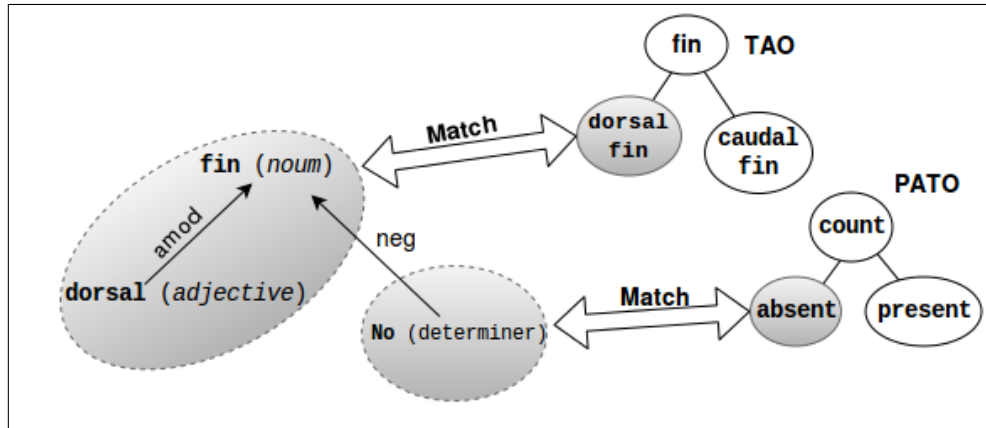 fin
TAO
dorsal
fin
caudal
fin
Match
fin (noum)
amod
dorsal (adjective)
neg
No (determiner)
Match
PATO
count
absent
present